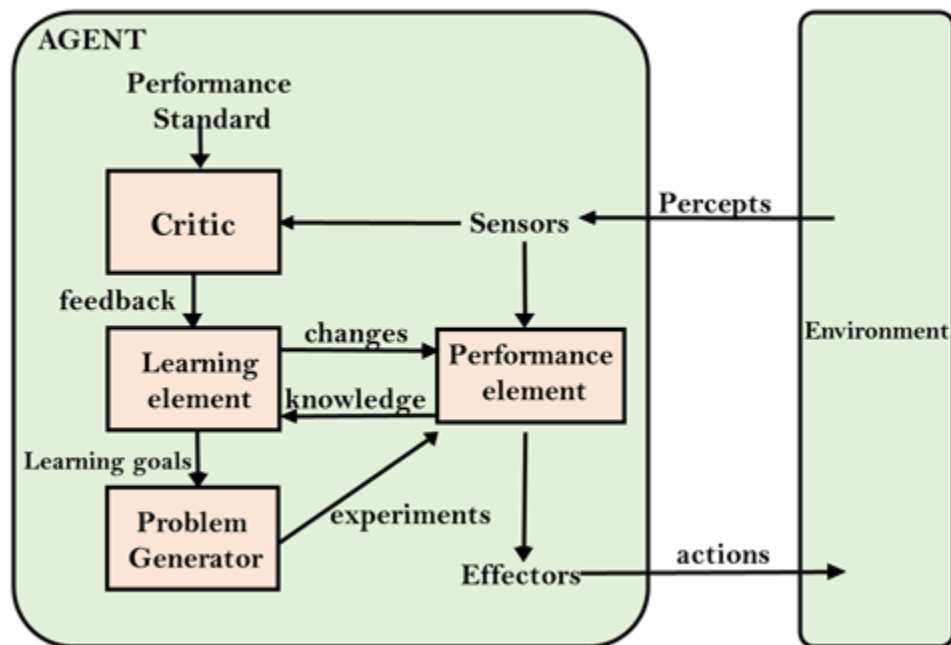 AGENT
Performance
Standard
Critic
Sensors
Percepts
feedback
changes
Learning
element
Performance
element
Environment
knowledge
Learning goals
experiments
Problem
Generator
Effectors
actions